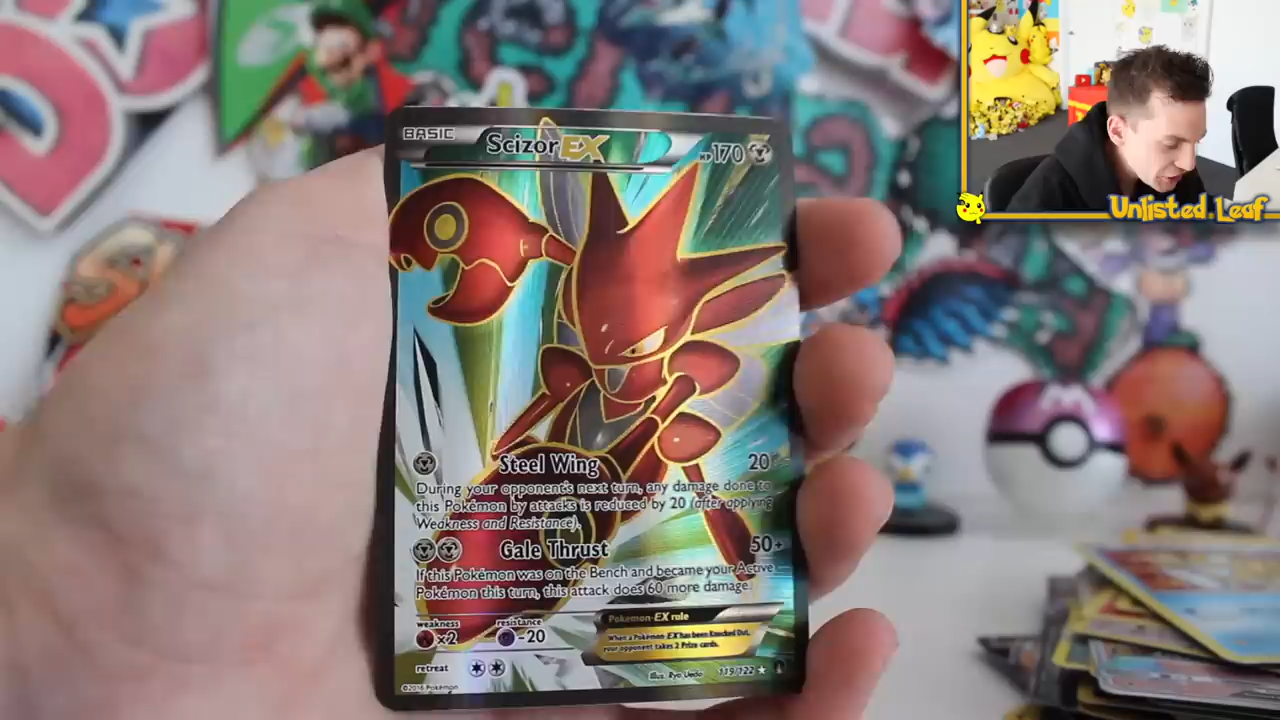 BASIC
Scizor EX
HP 170
Unlisted.Leaf
Steel Wing 20
During your opponent's next turn, any damage done to
this Pokémon by attacks is reduced by 20 (after applying
Weakness and Resistance).
Gale Thrust 50+
If this Pokémon was on the Bench and became your Active
Pokémon this turn, this attack does 60 more damage.
weakness resistance
×2 -20
Pokémon-EX rule
When a Pokémon-EX has been Knocked Out,
your opponent takes 2 Prize cards.
retreat
Illus. Ryo Ueda 119/122
©2016 Pokémon